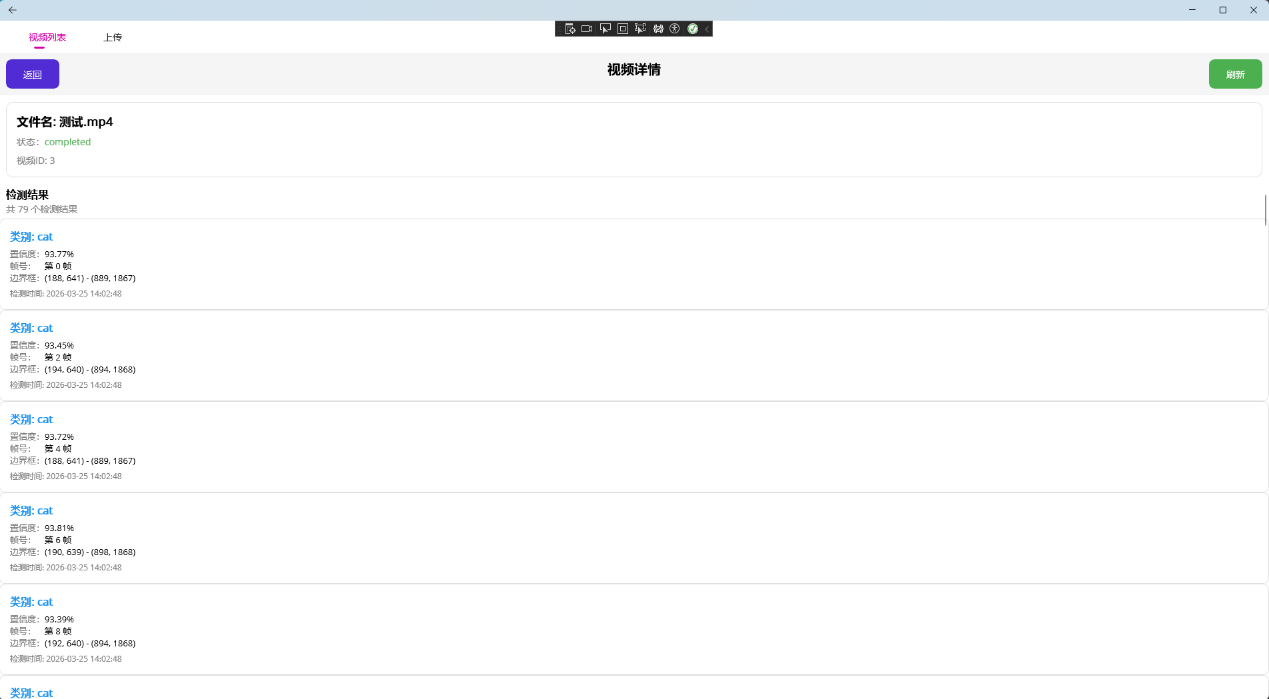 视频列表 上传
返回 视频详情 刷新
文件名: 测试.mp4
状态: completed
视频ID: 3
检测结果
共 79 个检测结果
类别: cat
置信度: 93.77%
帧号: 第 0 帧
边界框: (188, 641) - (889, 1867)
检测时间: 2026-03-25 14:02:48
类别: cat
置信度: 93.45%
帧号: 第 2 帧
边界框: (194, 640) - (894, 1868)
检测时间: 2026-03-25 14:02:48
类别: cat
置信度: 93.72%
帧号: 第 4 帧
边界框: (188, 641) - (889, 1867)
检测时间: 2026-03-25 14:02:48
类别: cat
置信度: 93.81%
帧号: 第 6 帧
边界框: (190, 639) - (898, 1868)
检测时间: 2026-03-25 14:02:48
类别: cat
置信度: 93.39%
帧号: 第 8 帧
边界框: (192, 640) - (894, 1868)
检测时间: 2026-03-25 14:02:48
类别: cat